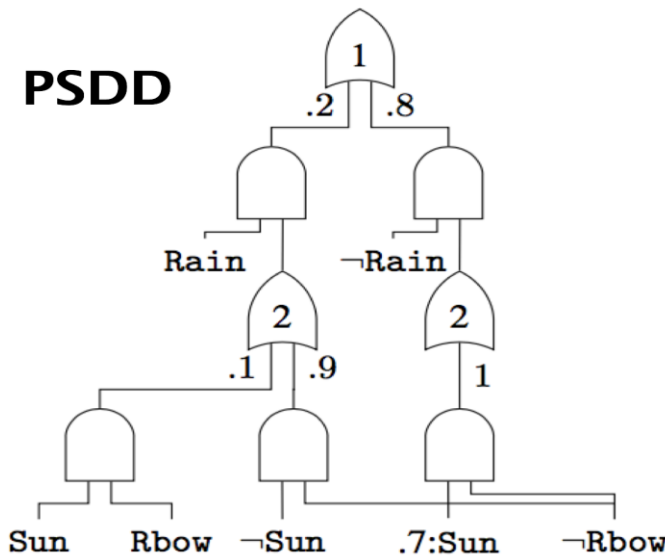 1
PSDD
.2 .8
Rain ¬Rain
2 2
.1 .9 1
Sun Rbow ¬Sun .7:Sun ¬Rbow